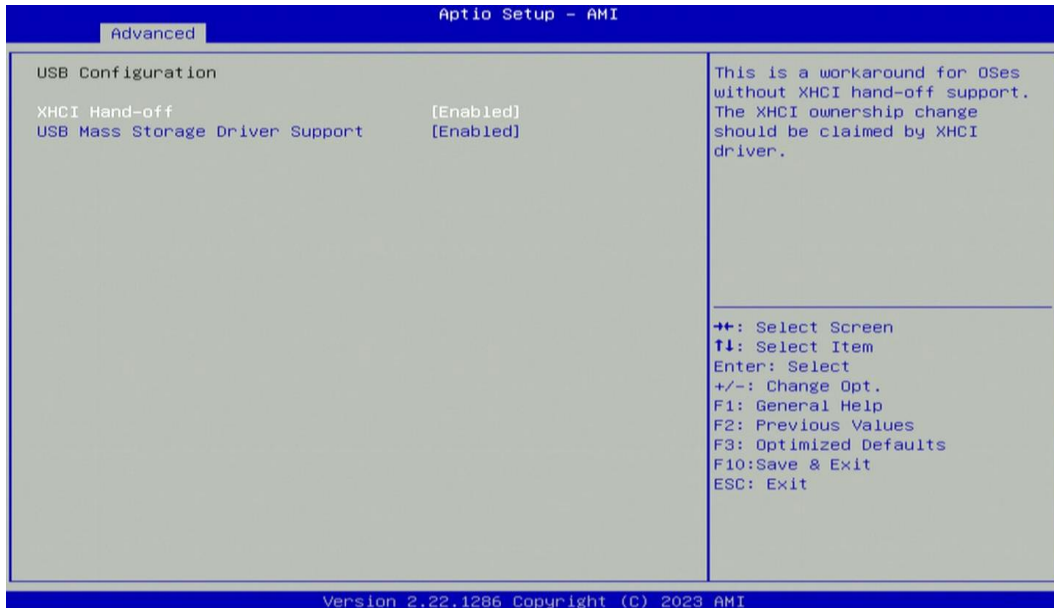 Aptio Setup - AMI
Advanced
USB Configuration
XHCI Hand-off [Enabled]
USB Mass Storage Driver Support [Enabled]
This is a workaround for OSes
without XHCI hand-off support.
The XHCI ownership change
should be claimed by XHCI
driver.
→←: Select Screen
↑↓: Select Item
Enter: Select
+/-: Change Opt.
F1: General Help
F2: Previous Values
F3: Optimized Defaults
F10:Save & Exit
ESC: Exit
Version 2.22.1286 Copyright (C) 2023 AMI